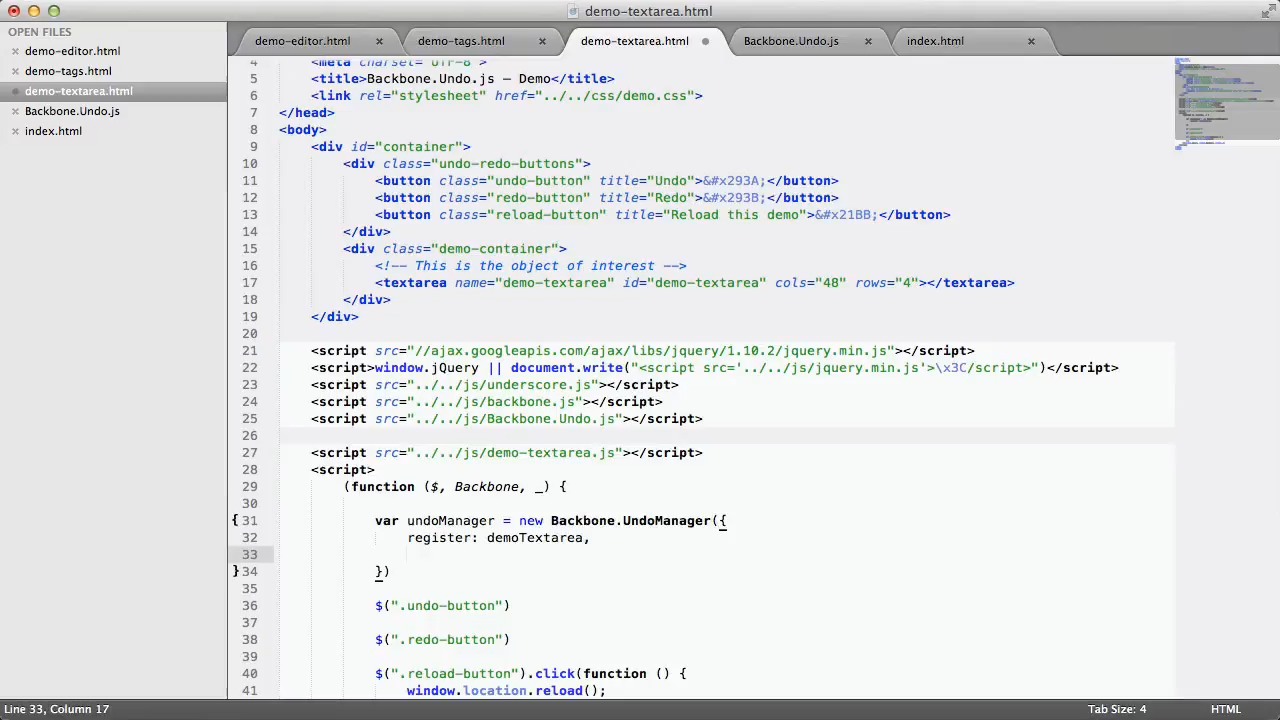 demo-textarea.html
OPEN FILES
demo-editor.html
demo-tags.html
demo-textarea.html
Backbone.Undo.js
index.html
demo-editor.html
demo-tags.html
demo-textarea.html
Backbone.Undo.js
index.html
4 <meta charset="utf-8">
5 <title>Backbone.Undo.js — Demo</title>
6 <link rel="stylesheet" href="../../css/demo.css">
7 </head>
8 <body>
9 <div id="container">
10 <div class="undo-redo-buttons">
11 <button class="undo-button" title="Undo">&#x293A;</button>
12 <button class="redo-button" title="Redo">&#x293B;</button>
13 <button class="reload-button" title="Reload this demo">&#x21BB;</button>
14 </div>
15 <div class="demo-container">
16 <!-- This is the object of interest -->
17 <textarea name="demo-textarea" id="demo-textarea" cols="48" rows="4"></textarea>
18 </div>
19 </div>
20
21 <script src="//ajax.googleapis.com/ajax/libs/jquery/1.10.2/jquery.min.js"></script>
22 <script>window.jQuery || document.write("<script src='../../js/jquery.min.js'>\x3C/script>")</script>
23 <script src="../../js/underscore.js"></script>
24 <script src="../../js/backbone.js"></script>
25 <script src="../../js/Backbone.Undo.js"></script>
26
27 <script src="../../js/demo-textarea.js"></script>
28 <script>
29 (function ($, Backbone, _) {
30
31 var undoManager = new Backbone.UndoManager({
32 register: demoTextarea,
33
34 })
35
36 $(".undo-button")
37
38 $(".redo-button")
39
40 $(".reload-button").click(function () {
41 window.location.reload();
Line 33, Column 17
Tab Size: 4
HTML